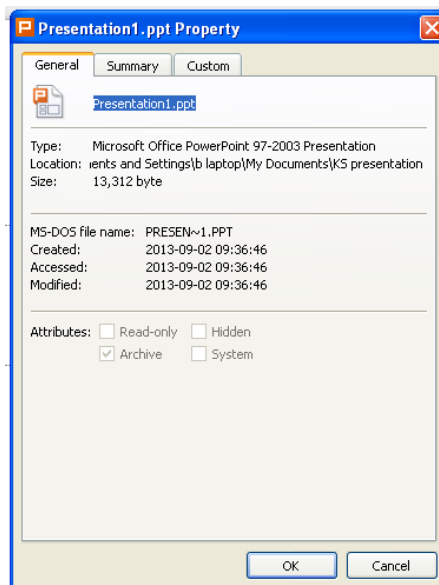 Presentation1.ppt Property
General Summary Custom
Presentation1.ppt
Type: Microsoft Office PowerPoint 97-2003 Presentation
Location: ents and Settings\b laptop\My Documents\KS presentation
Size: 13,312 byte
MS-DOS file name: PRESEN~1.PPT
Created: 2013-09-02 09:36:46
Accessed: 2013-09-02 09:36:46
Modified: 2013-09-02 09:36:46
Attributes: Read-only Hidden
Archive System
OK Cancel